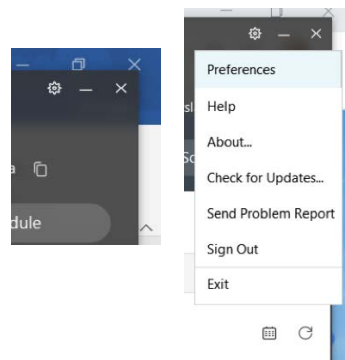 a
dule
Preferences
Help
About...
Check for Updates...
Send Problem Report
Sign Out
Exit